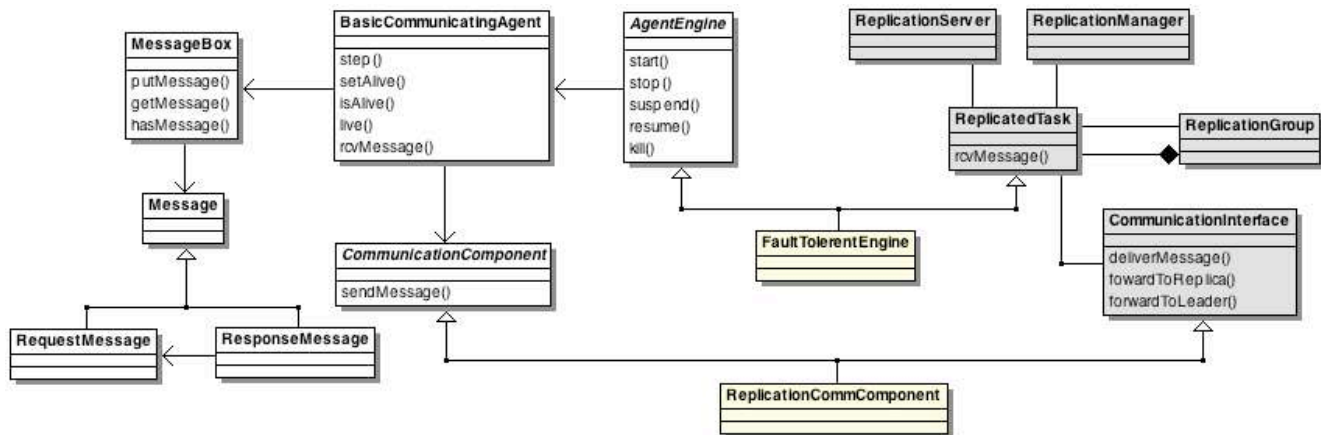 MessageBox
putMessage()
getMessage()
hasMessage()
BasicCommunicatingAgent
step()
setAlive()
isAlive()
live()
rcvMessage()
AgentEngine
start()
stop()
suspend()
resume()
kill()
ReplicationServer
ReplicationManager
ReplicatedTask
rcvMessage()
ReplicationGroup
Message
CommunicationComponent
sendMessage()
FaultTolerentEngine
CommunicationInterface
deliverMessage()
fowardToReplica()
forwardToLeader()
RequestMessage
ResponseMessage
ReplicationCommComponent